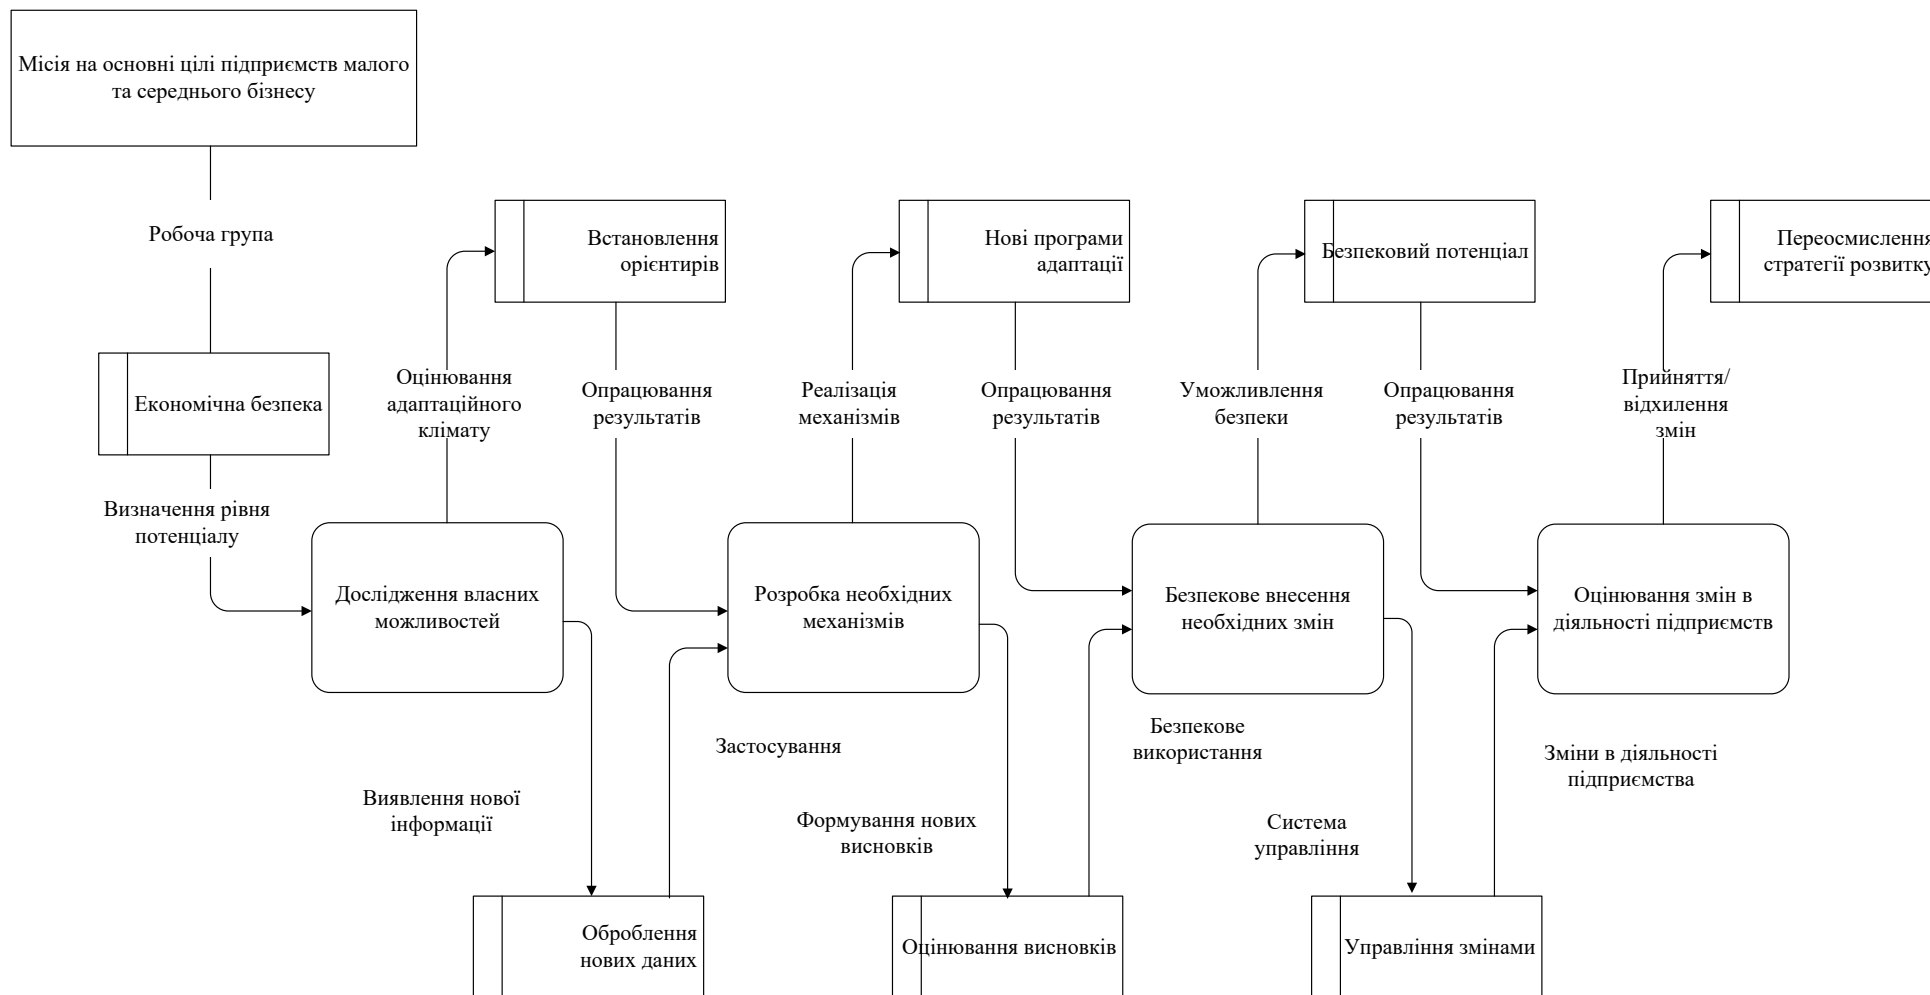 Місія на основні цілі підприємств малого
та середнього бізнесу
Робоча група
Встановлення
орієнтирів
Нові програми
адаптації
Безпековий потенціал
Переосмислення
стратегії розвитку
Економічна безпека
Оцінювання
адаптаційного
клімату
Опрацювання
результатів
Реалізація
механізмів
Опрацювання
результатів
Уможливлення
безпеки
Опрацювання
результатів
Прийняття/
відхилення
змін
Визначення рівня
потенціалу
Дослідження власних
можливостей
Розробка необхідних
механізмів
Безпекове внесення
необхідних змін
Оцінювання змін в
діяльності підприємств
Застосування
Безпекове
використання
Зміни в діяльності
підприємства
Виявлення нової
інформації
Формування нових
висновків
Система
управління
Оброблення
нових даних
Оцінювання висновків
Управління змінами